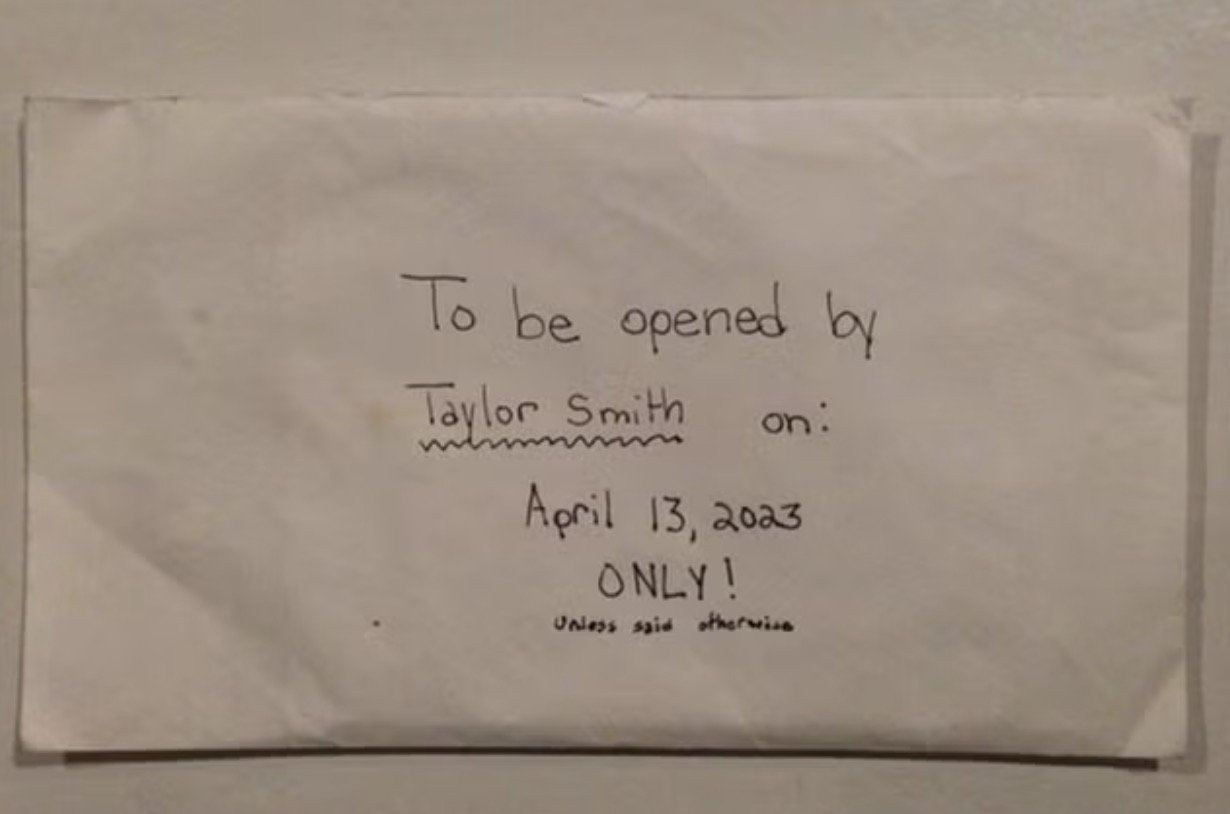 To be opened by
Taylor Smith on:
April 13, 2023
ONLY!
Unless said otherwise